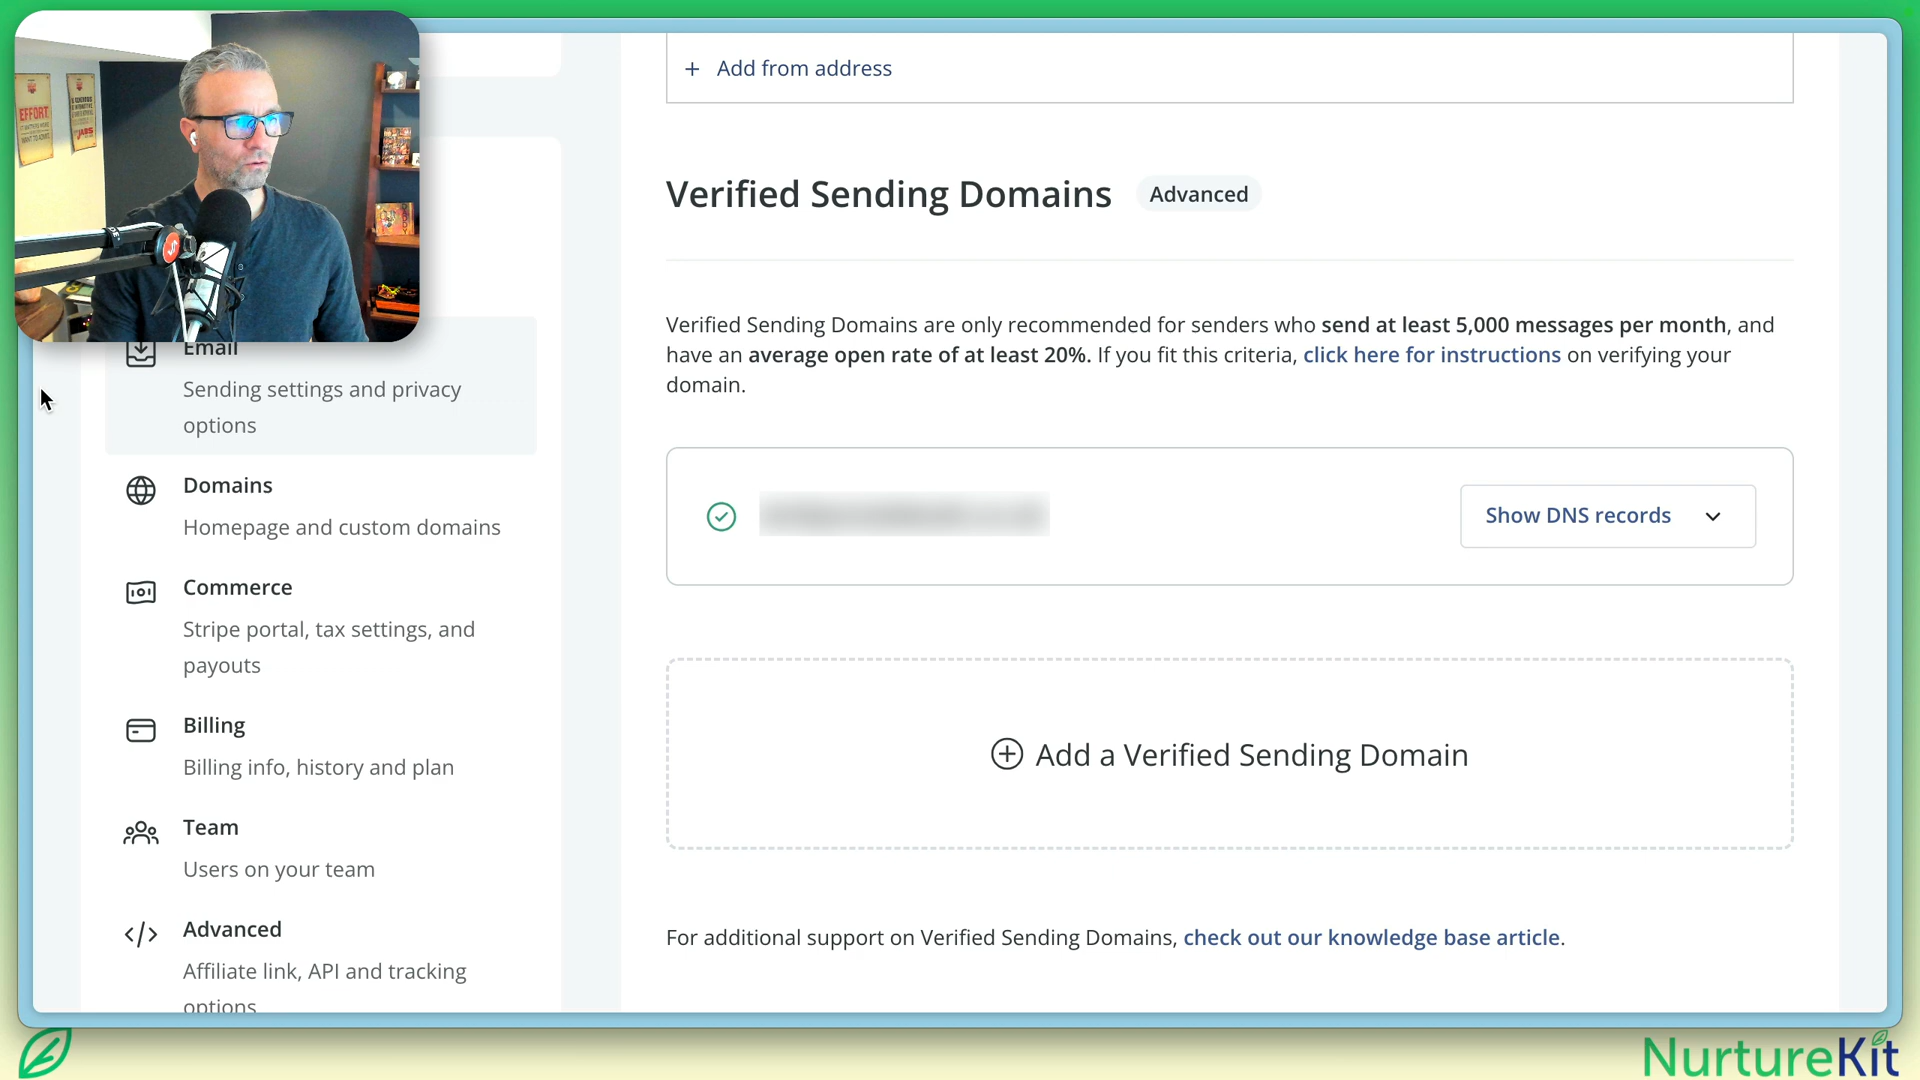 EFFORT
JABS
+ Add from address
Verified Sending Domains Advanced
Verified Sending Domains are only recommended for senders who send at least 5,000 messages per month, and
have an average open rate of at least 20%. If you fit this criteria, click here for instructions on verifying your
domain.
Email
Sending settings and privacy
options
Domains
Homepage and custom domains
Commerce
Stripe portal, tax settings, and
payouts
Billing
Billing info, history and plan
Team
Users on your team
Advanced
Affiliate link, API and tracking
options
Show DNS records
Add a Verified Sending Domain
For additional support on Verified Sending Domains, check out our knowledge base article.
NurtureKit